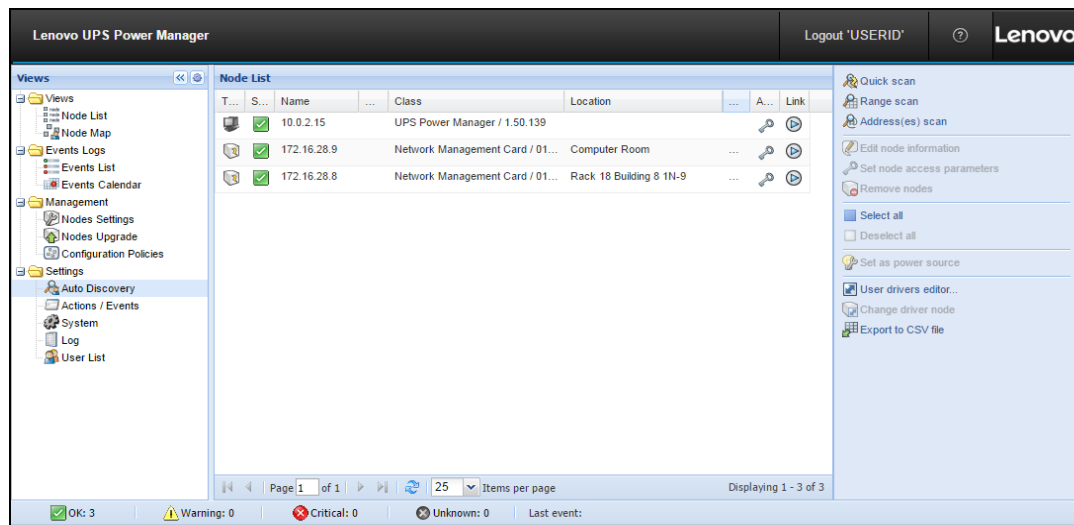 Lenovo UPS Power Manager
Logout 'USERID'
?
Lenovo
Views
Views
Node List
Node Map
Events Logs
Events List
Events Calendar
Management
Nodes Settings
Nodes Upgrade
Configuration Policies
Settings
Auto Discovery
Actions / Events
System
Log
User List
Node List
T... S... Name ... Class Location ... A... Link
10.0.2.15 UPS Power Manager / 1.50.139
172.16.28.9 Network Management Card / 01... Computer Room ...
172.16.28.8 Network Management Card / 01... Rack 18 Building 8 1N-9 ...
Page 1 of 1 25 Items per page Displaying 1 - 3 of 3
Quick scan
Range scan
Address(es) scan
Edit node information
Set node access parameters
Remove nodes
Select all
Deselect all
Set as power source
User drivers editor...
Change driver node
Export to CSV file
OK: 3 Warning: 0 Critical: 0 Unknown: 0 Last event: